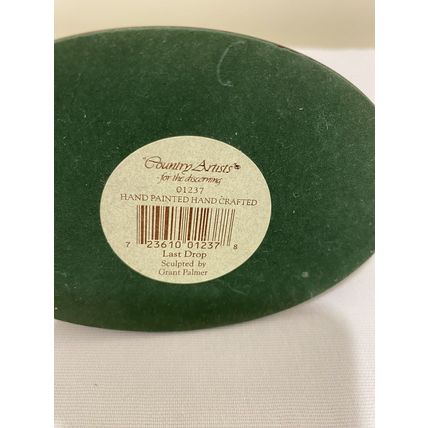 Country Artists
for the discerning
01237
HAND PAINTED HAND CRAFTED
7 23610 01237 8
Last Drop
Sculpted by
Grant Palmer